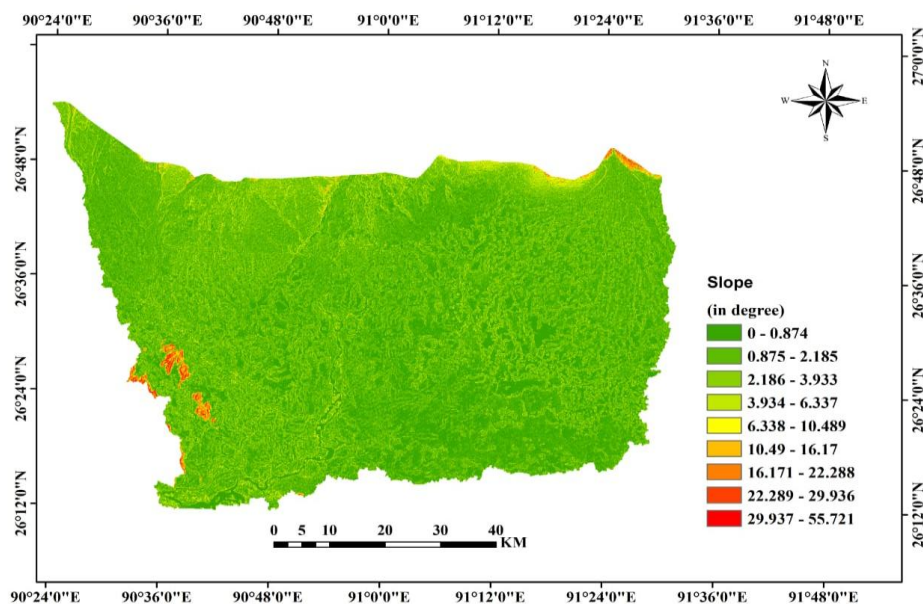 90°24'0"E 90°36'0"E 90°48'0"E 91°0'0"E 91°12'0"E 91°24'0"E 91°36'0"E 91°48'0"E
27°0'0"N
N
W E
S
26°48'0"N 26°48'0"N
26°36'0"N 26°36'0"N
Slope
(in degree)
0 - 0.874
0.875 - 2.185
2.186 - 3.933
3.934 - 6.337
6.338 - 10.489
10.49 - 16.17
16.171 - 22.288
22.289 - 29.936
29.937 - 55.721
26°24'0"N 26°24'0"N
26°12'0"N 26°12'0"N
0 5 10 20 30 40
KM
90°24'0"E 90°36'0"E 90°48'0"E 91°0'0"E 91°12'0"E 91°24'0"E 91°36'0"E 91°48'0"E